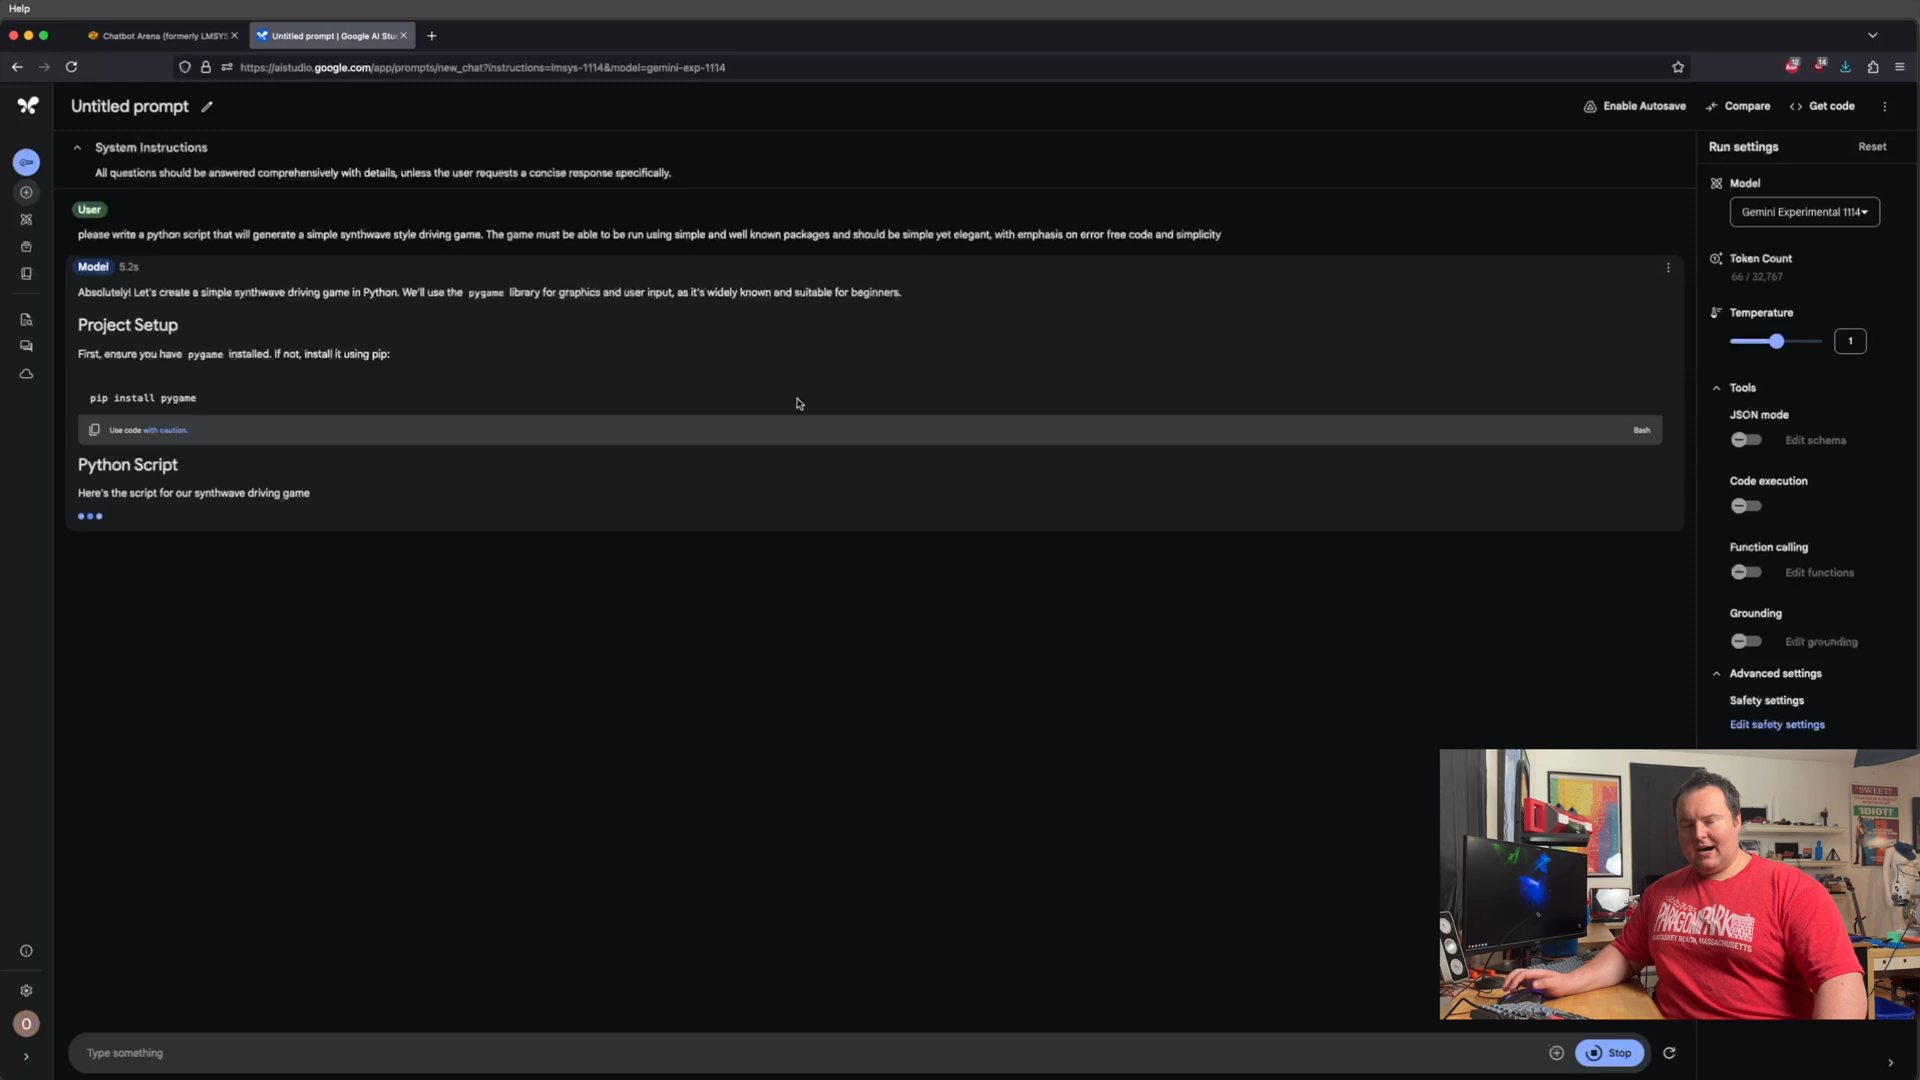 Help
Chatbot Arena (formerly LMSYS
Untitled prompt | Google AI Stu
https://aistudio.google.com/app/prompts/new_chat?instructions=lmsys-1114&model=gemini-exp-1114
12
14
Untitled prompt
Enable Autosave
Compare
Get code
System Instructions
All questions should be answered comprehensively with details, unless the user requests a concise response specifically.
User
please write a python script that will generate a simple synthwave style driving game. The game must be able to be run using simple and well known packages and should be simple yet elegant, with emphasis on error free code and simplicity
Model 5.2s
Absolutely! Let's create a simple synthwave driving game in Python. We'll use the pygame library for graphics and user input, as it's widely known and suitable for beginners.
Project Setup
First, ensure you have pygame installed. If not, install it using pip:
pip install pygame
Use code with caution.
Bash
Python Script
Here's the script for our synthwave driving game
Run settings
Reset
Model
Gemini Experimental 1114
Token Count
66 / 32,767
Temperature
1
Tools
JSON mode
Edit schema
Code execution
Function calling
Edit functions
Grounding
Edit grounding
Advanced settings
Safety settings
Edit safety settings
"SWEET!
"IDIOT!
PARAGON PARK
NANTASKET BEACH, MASSACHUSETTS
O
Type something
Stop